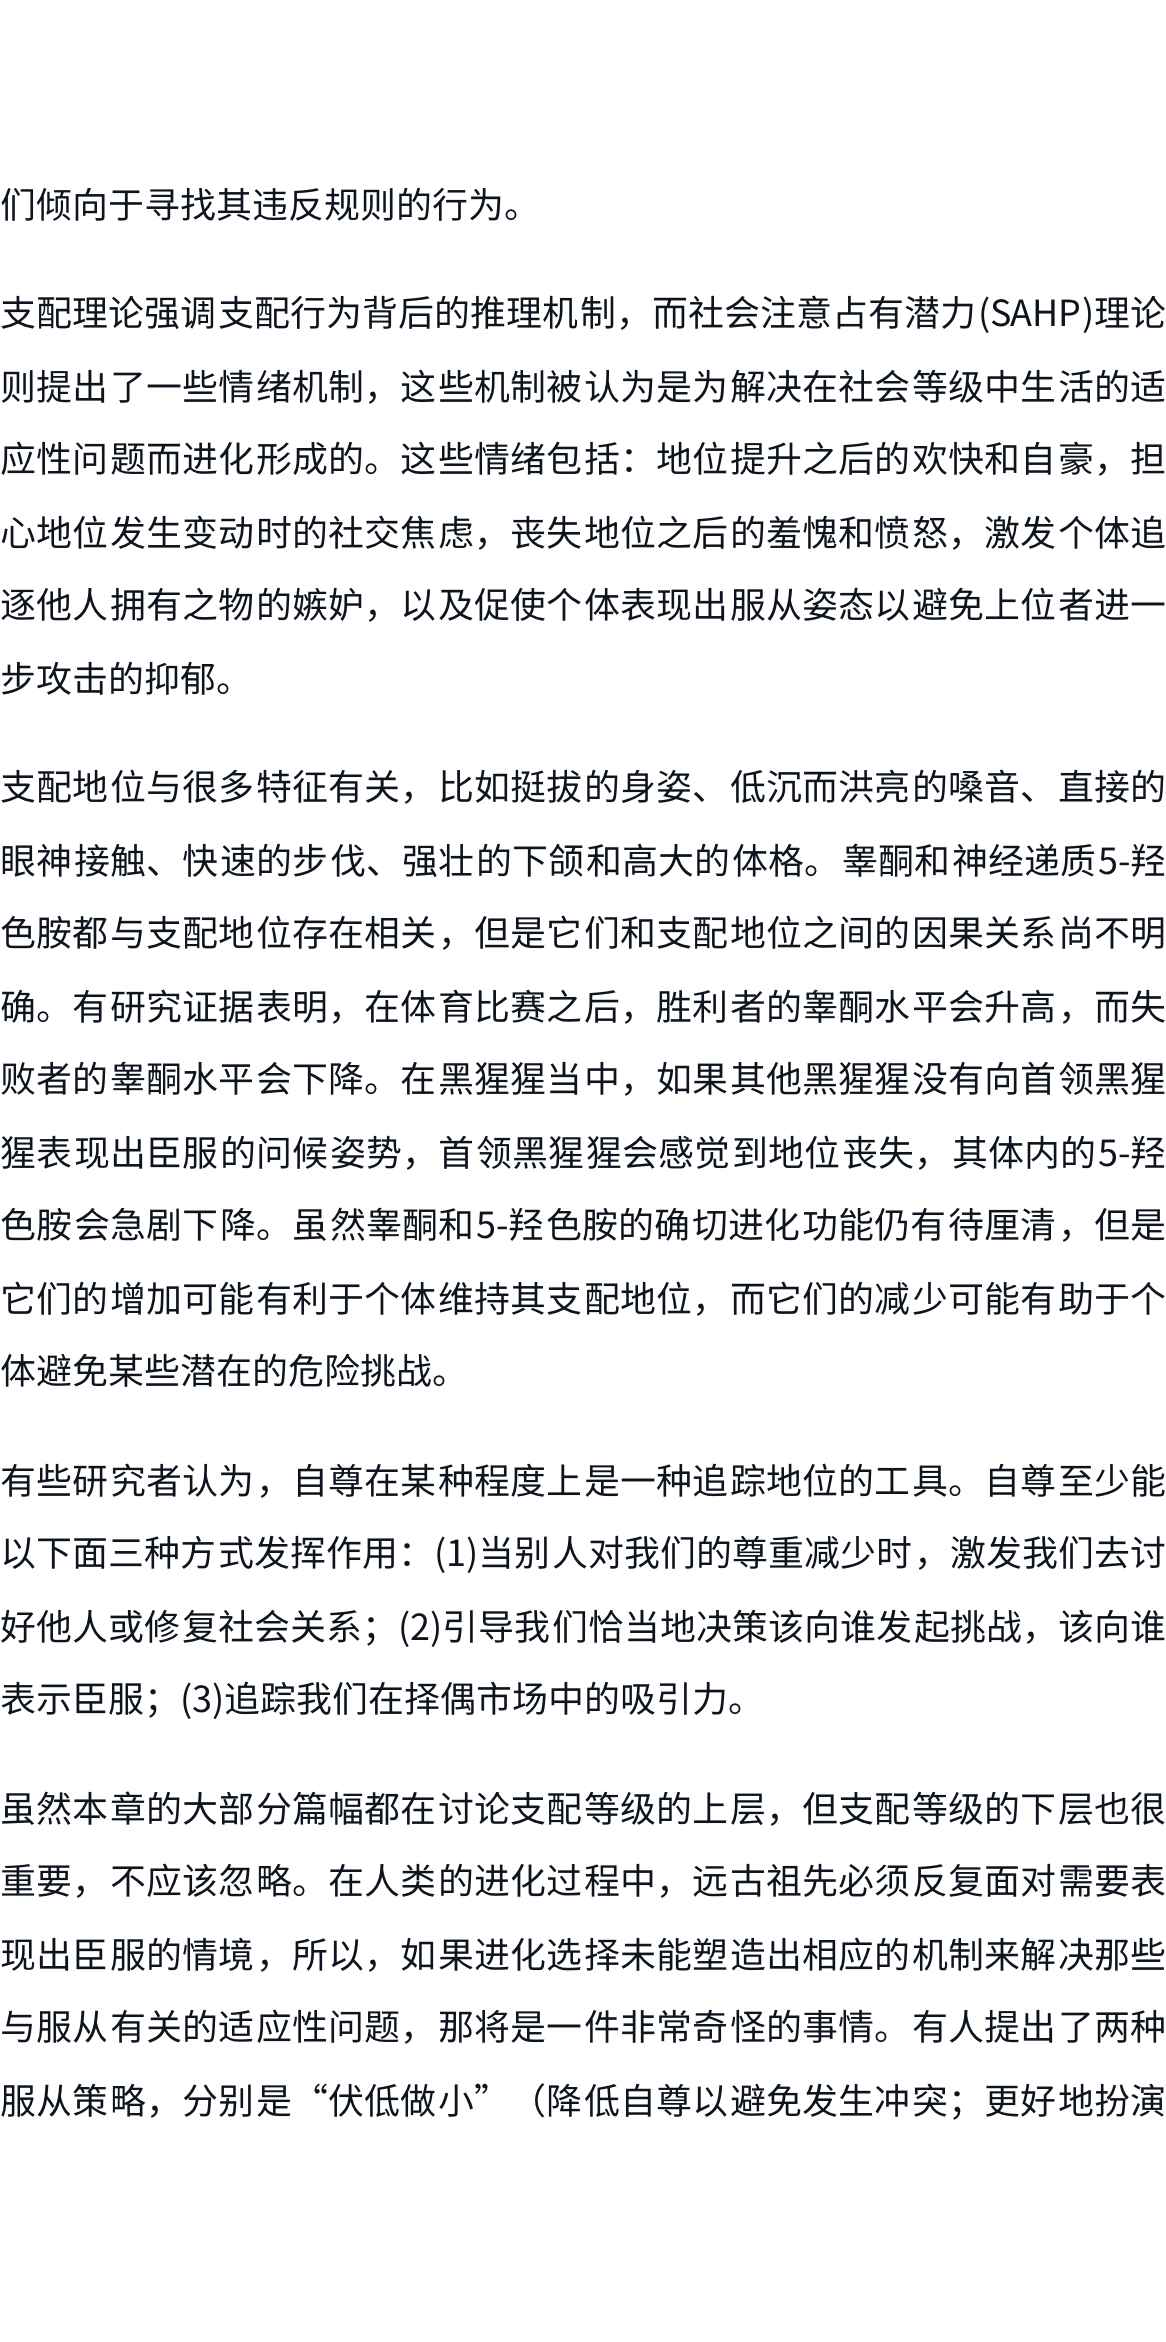 们倾向于寻找其违反规则的行为。
支配理论强调支配行为背后的推理机制，而社会注意占有潜力(SAHP)理论
则提出了一些情绪机制，这些机制被认为是为解决在社会等级中生活的适
应性问题而进化形成的。这些情绪包括：地位提升之后的欢快和自豪，担
心地位发生变动时的社交焦虑，丧失地位之后的羞愧和愤怒，激发个体追
逐他人拥有之物的嫉妒，以及促使个体表现出服从姿态以避免上位者进一
步攻击的抑郁。
支配地位与很多特征有关，比如挺拔的身姿、低沉而洪亮的嗓音、直接的
眼神接触、快速的步伐、强壮的下颌和高大的体格。睾酮和神经递质5-羟
色胺都与支配地位存在相关，但是它们和支配地位之间的因果关系尚不明
确。有研究证据表明，在体育比赛之后，胜利者的睾酮水平会升高，而失
败者的睾酮水平会下降。在黑猩猩当中，如果其他黑猩猩没有向首领黑猩
猩表现出臣服的问候姿势，首领黑猩猩会感觉到地位丧失，其体内的5-羟
色胺会急剧下降。虽然睾酮和5-羟色胺的确切进化功能仍有待厘清，但是
它们的增加可能有利于个体维持其支配地位，而它们的减少可能有助于个
体避免某些潜在的危险挑战。
有些研究者认为，自尊在某种程度上是一种追踪地位的工具。自尊至少能
以下面三种方式发挥作用：(1)当别人对我们的尊重减少时，激发我们去讨
好他人或修复社会关系；(2)引导我们恰当地决策该向谁发起挑战，该向谁
表示臣服；(3)追踪我们在择偶市场中的吸引力。
虽然本章的大部分篇幅都在讨论支配等级的上层，但支配等级的下层也很
重要，不应该忽略。在人类的进化过程中，远古祖先必须反复面对需要表
现出臣服的情境，所以，如果进化选择未能塑造出相应的机制来解决那些
与服从有关的适应性问题，那将是一件非常奇怪的事情。有人提出了两种
服从策略，分别是“伏低做小”（降低自尊以避免发生冲突；更好地扮演